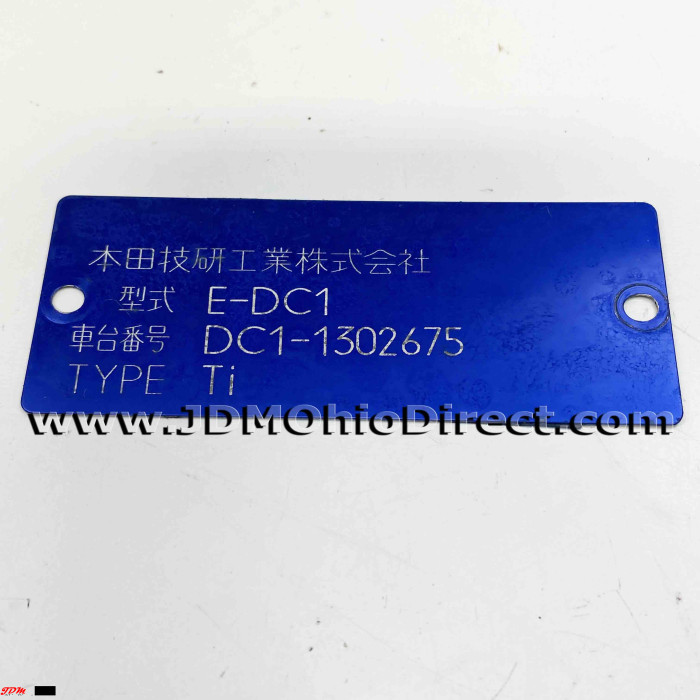 本田技研工業株式会社
型式 E-DC1
車台番号 DC1-1302675
TYPE Ti
www.JDMOhioDirect.com
JDM